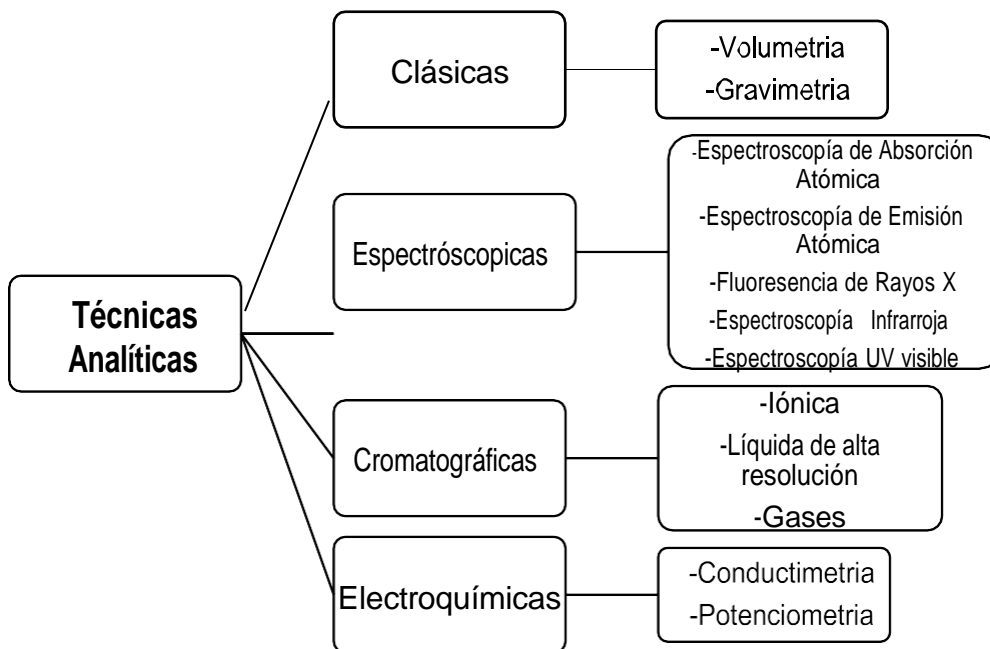 Técnicas
Analíticas
Clásicas
-Volumetria
-Gravimetria
Espectróscopicas
-Espectroscopía de Absorción
Atómica
-Espectroscopía de Emisión
Atómica
-Fluoresencia de Rayos X
-Espectroscopía Infrarroja
-Espectroscopía UV visible
Cromatográficas
-Iónica
-Líquida de alta
resolución
-Gases
Electroquímicas
-Conductimetria
-Potenciometria